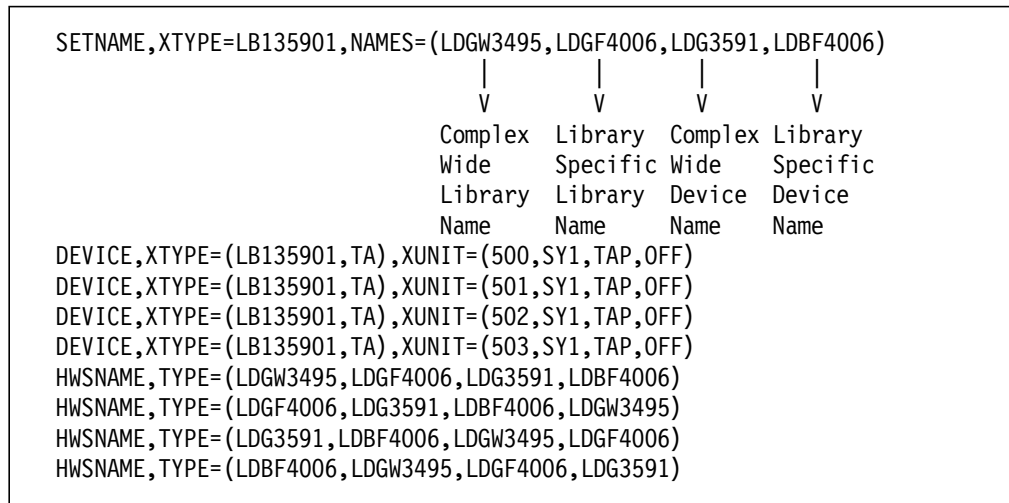 SETNAME,XTYPE=LB135901,NAMES=(LDGW3495,LDGF4006,LDG3591,LDBF4006)
| | | |
V V V V
Complex Library Complex Library
Wide Specific Wide Specific
Library Library Device Device
Name Name Name Name
DEVICE,XTYPE=(LB135901,TA),XUNIT=(500,SY1,TAP,OFF)
DEVICE,XTYPE=(LB135901,TA),XUNIT=(501,SY1,TAP,OFF)
DEVICE,XTYPE=(LB135901,TA),XUNIT=(502,SY1,TAP,OFF)
DEVICE,XTYPE=(LB135901,TA),XUNIT=(503,SY1,TAP,OFF)
HWSNAME,TYPE=(LDGW3495,LDGF4006,LDG3591,LDBF4006)
HWSNAME,TYPE=(LDGF4006,LDG3591,LDBF4006,LDGW3495)
HWSNAME,TYPE=(LDG3591,LDBF4006,LDGW3495,LDGF4006)
HWSNAME,TYPE=(LDBF4006,LDGW3495,LDGF4006,LDG3591)